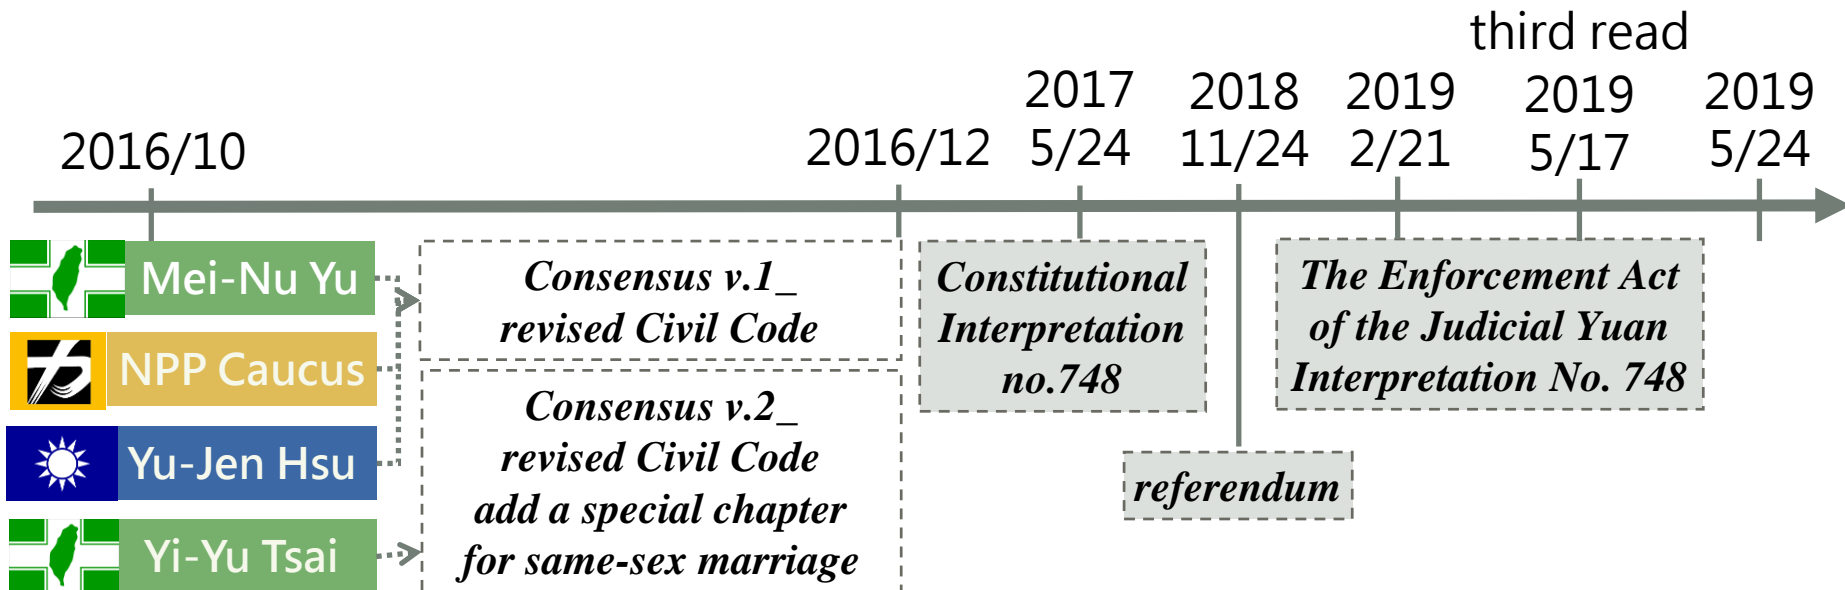 third read
2016/10
2016/12
2017
5/24
2018
11/24
2019
2/21
2019
5/17
2019
5/24
Mei-Nu Yu
NPP Caucus
Yu-Jen Hsu
Yi-Yu Tsai
Consensus v.1_
revised Civil Code
Consensus v.2_
revised Civil Code
add a special chapter
for same-sex marriage
Constitutional
Interpretation
no.748
referendum
The Enforcement Act
of the Judicial Yuan
Interpretation No. 748